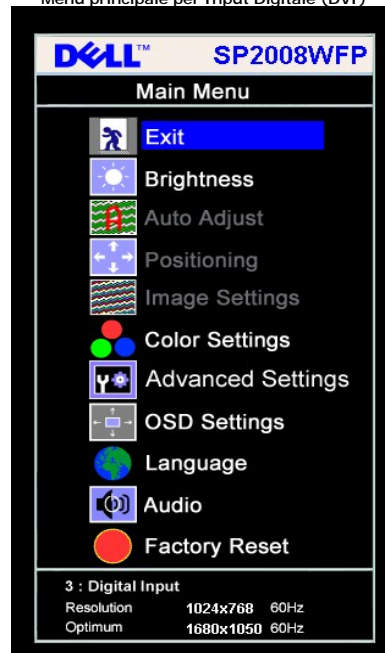 Menu principale per l'Input Digitale (DVI)
DELL™ SP2008WFP
Main Menu
Exit
Brightness
Auto Adjust
Positioning
Image Settings
Color Settings
Advanced Settings
OSD Settings
Language
Audio
Factory Reset
3 : Digital Input
Resolution 1024x768 60Hz
Optimum 1680x1050 60Hz